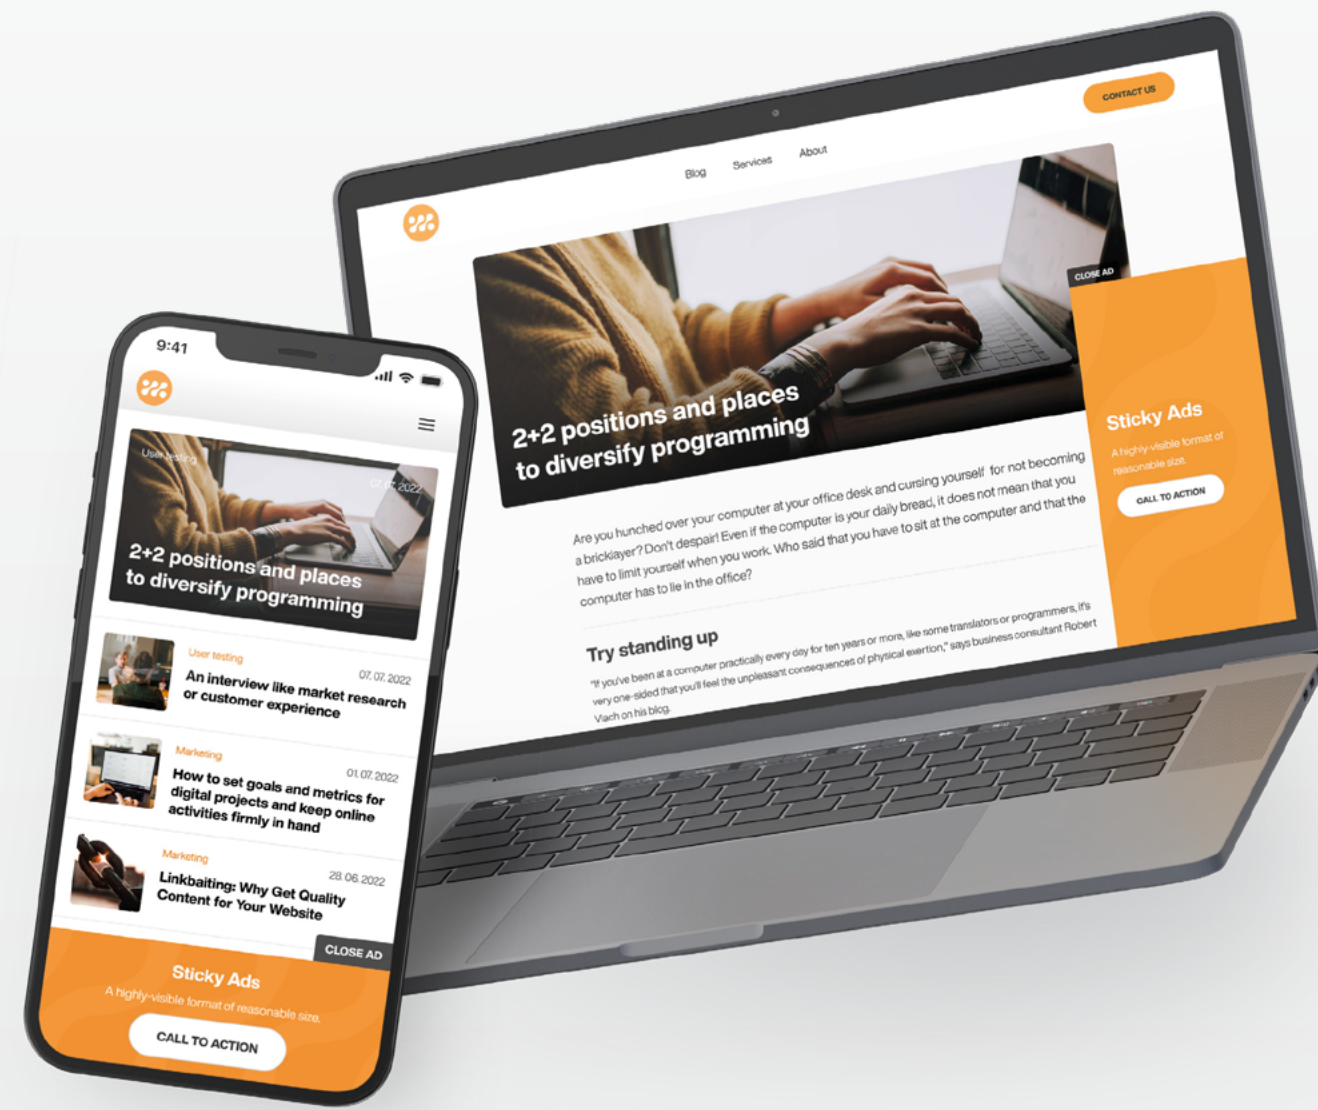 9:41
User testing
07. 07. 2022
2+2 positions and places
to diversify programming
User testing
07. 07. 2022
An interview like market research
or customer experience
Marketing
01. 07. 2022
How to set goals and metrics for
digital projects and keep online
activities firmly in hand
Marketing
28. 06. 2022
Linkbaiting: Why Get Quality
Content for Your Website
CLOSE AD
Sticky Ads
A highly-visible format of reasonable size.
CALL TO ACTION
Blog
Services
About
CONTACT US
2+2 positions and places
to diversify programming
Are you hunched over your computer at your office desk and cursing yourself for not becoming
a bricklayer? Don't despair! Even if the computer is your daily bread, it does not mean that you
have to limit yourself when you work. Who said that you have to sit at the computer and that the
computer has to lie in the office?
Try standing up
"If you've been at a computer practically every day for ten years or more, like some translators or programmers, it's
very one-sided that you'll feel the unpleasant consequences of physical exertion," says business consultant Robert
Vlach on his blog.
CLOSE AD
Sticky Ads
A highly-visible format of
reasonable size.
CALL TO ACTION